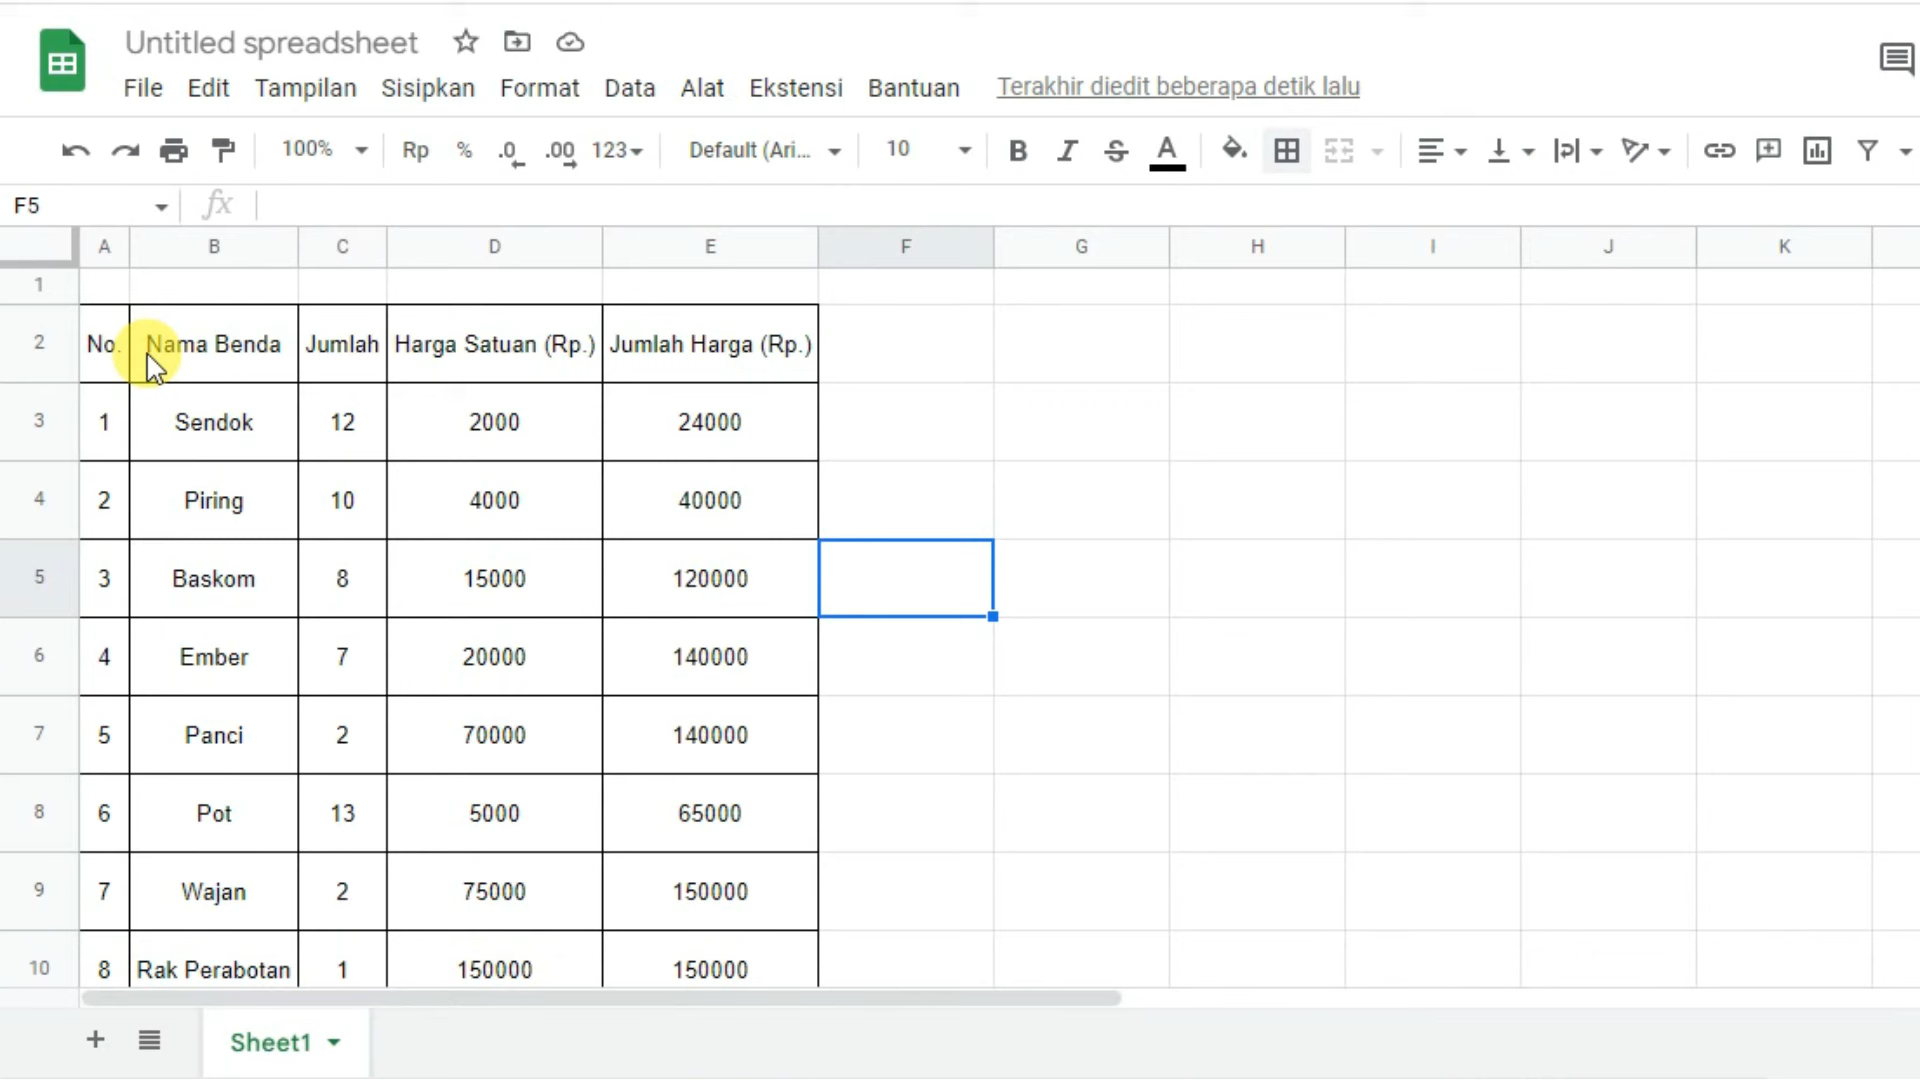 Untitled spreadsheet
File Edit Tampilan Sisipkan Format Data Alat Ekstensi Bantuan Terakhir diedit beberapa detik lalu
100% Rp % .0 .00 123 Default (Ari... 10 B I S A
F5 fx
A B C D E F G H I J K
1
2 No. Nama Benda Jumlah Harga Satuan (Rp.) Jumlah Harga (Rp.)
3 1 Sendok 12 2000 24000
4 2 Piring 10 4000 40000
5 3 Baskom 8 15000 120000
6 4 Ember 7 20000 140000
7 5 Panci 2 70000 140000
8 6 Pot 13 5000 65000
9 7 Wajan 2 75000 150000
10 8 Rak Perabotan 1 150000 150000
Sheet1